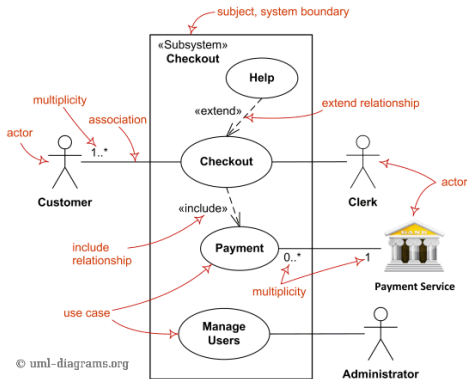 subject, system boundary
«Subsystem»
Checkout
Help
multiplicity
«extend»
extend relationship
association
actor
1..*
Checkout
actor
Customer
Clerk
«include»
include
relationship
Payment
0..*
1
multiplicity
BANK
Payment Service
use case
Manage
Users
Administrator
© uml-diagrams.org